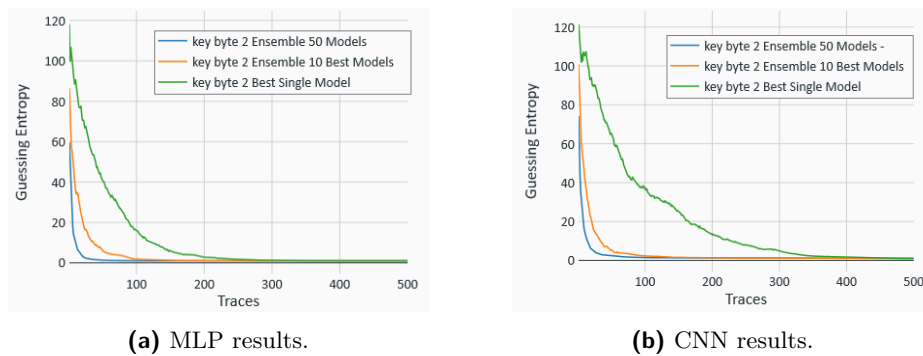 120
100
80
60
40
20
0
Guessing Entropy
key byte 2 Ensemble 50 Models
key byte 2 Ensemble 10 Best Models
key byte 2 Best Single Model
100
200
300
400
500
Traces
(a) MLP results.
120
100
80
60
40
20
0
Guessing Entropy
key byte 2 Ensemble 50 Models -
key byte 2 Ensemble 10 Best Models
key byte 2 Best Single Model
100
200
300
400
500
Traces
(b) CNN results.